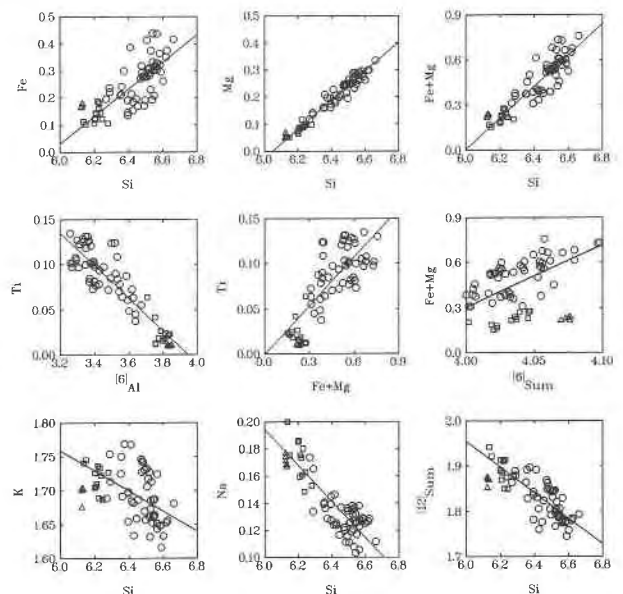 0.5 0.4 0.3 0.2 0.1 0.0
Fe
6.0 6.2 6.4 6.6 6.8
Si
0.4 0.3 0.2 0.1 0.0
Mg
6.0 6.2 6.4 6.6 6.8
Si
0.9 0.6 0.3 0.0
Fe+Mg
6.0 6.2 6.4 6.6 6.8
Si
0.15 0.10 0.05 0.00
Ti
3.2 3.4 3.6 3.8 4.0
[6]Al
0.15 0.10 0.05 0.00
Ti
0.0 0.3 0.6 0.9
Fe+Mg
0.9 0.6 0.3 0.0
Fe+Mg
4.00 4.05 4.10
[6]Sum
1.80 1.75 1.70 1.65 1.60
K
6.0 6.2 6.4 6.6 6.8
Si
0.20 0.18 0.16 0.14 0.12 0.10
Na
6.0 6.2 6.4 6.6 6.8
Si
2.0 1.9 1.8 1.7
[12]Sum
6.0 6.2 6.4 6.6 6.8
Si